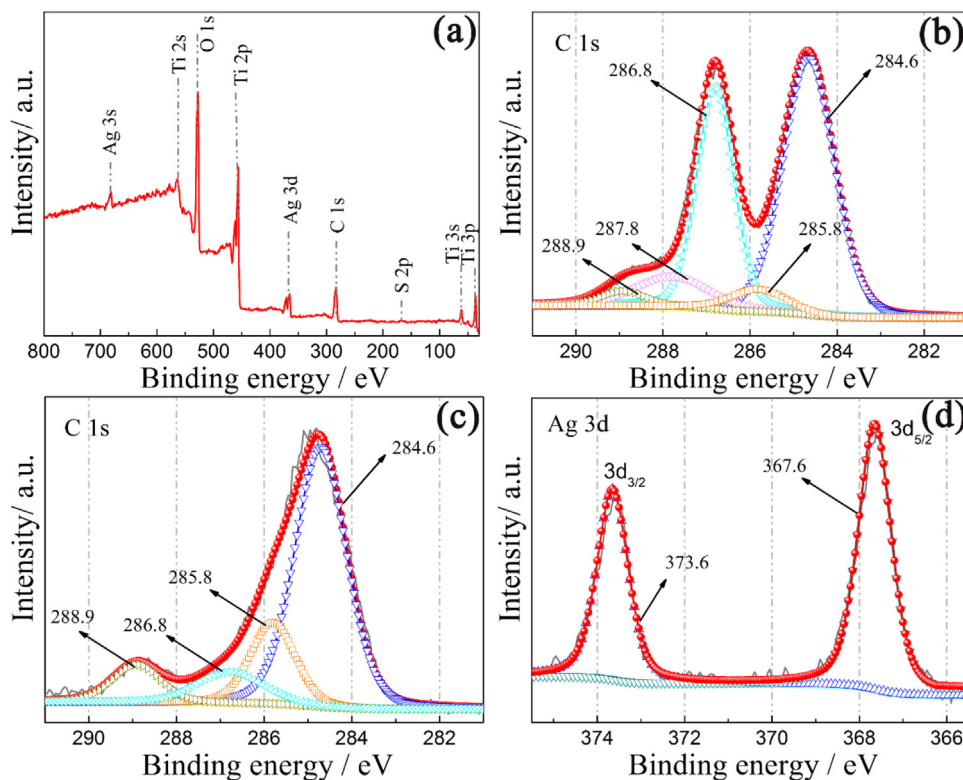 (a)
Ag 3s
Ti 2s
O 1s
Ti 2p
Ag 3d
C 1s
S 2p
Ti 3s
Ti 3p
Intensity/ a.u.
800 700 600 500 400 300 200 100
Binding energy / eV
(b)
C 1s
286.8
284.6
288.9
287.8
285.8
Intensity/ a.u.
290 288 286 284 282
Binding energy / eV
(c)
C 1s
284.6
285.8
286.8
288.9
Intensity/ a.u.
290 288 286 284 282
Binding energy / eV
(d)
Ag 3d
3d3/2
3d5/2
367.6
373.6
Intensity/ a.u.
374 372 370 368 366
Binding energy / eV